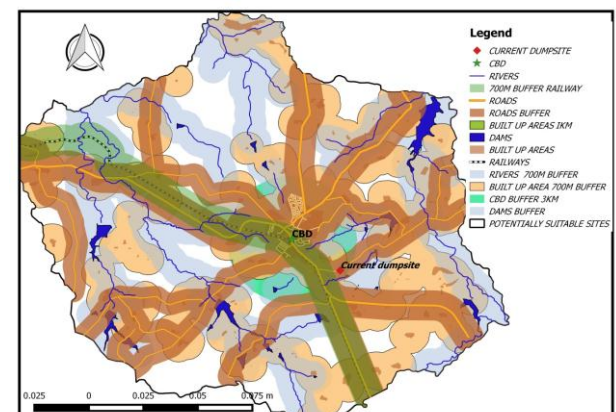 Legend
CURRENT DUMPSITE
CBD
RIVERS
700M BUFFER RAILWAY
ROADS
ROADS BUFFER
BUILT UP AREAS IKM
DAMS
BUILT UP AREAS
RAILWAYS
RIVERS 700M BUFFER
BUILT UP AREA 700M BUFFER
CBD BUFFER 3KM
DAMS BUFFER
POTENTIALLY SUITABLE SITES
CBD
Current dumpsite
0.025 0 0.025 0.05 0.075 m